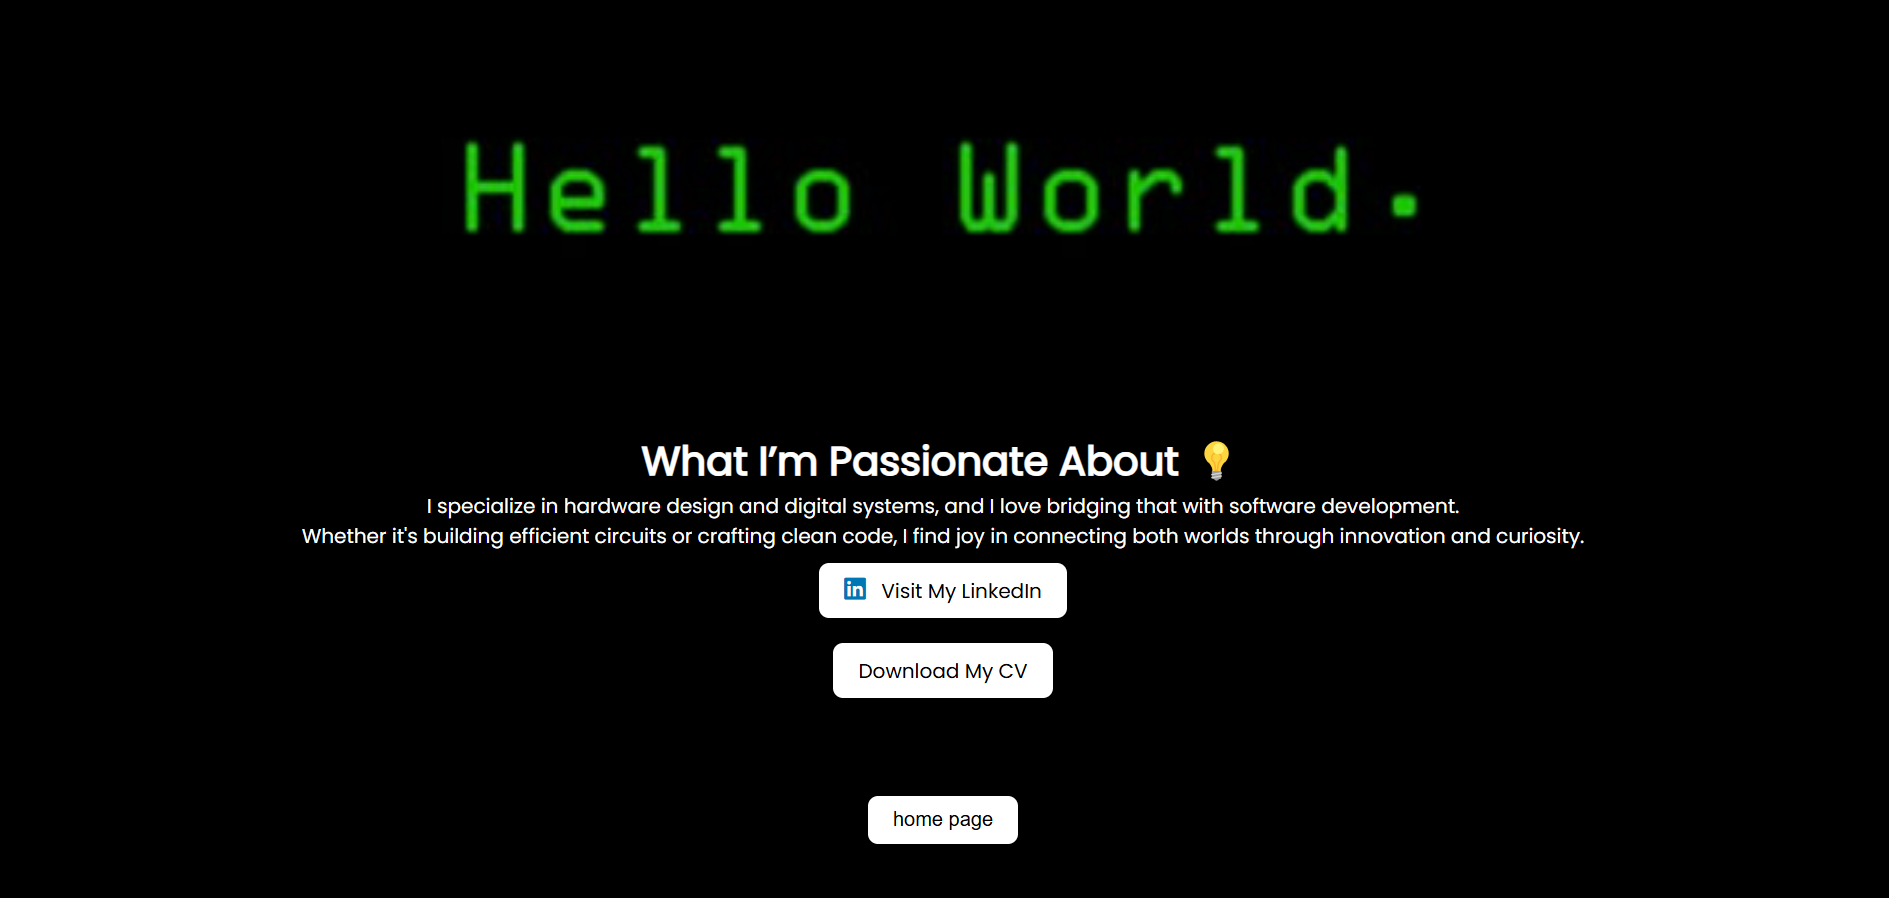 Hello World.
What I’m Passionate About 💡
I specialize in hardware design and digital systems, and I love bridging that with software development.
Whether it's building efficient circuits or crafting clean code, I find joy in connecting both worlds through innovation and curiosity.
in Visit My LinkedIn
Download My CV
home page